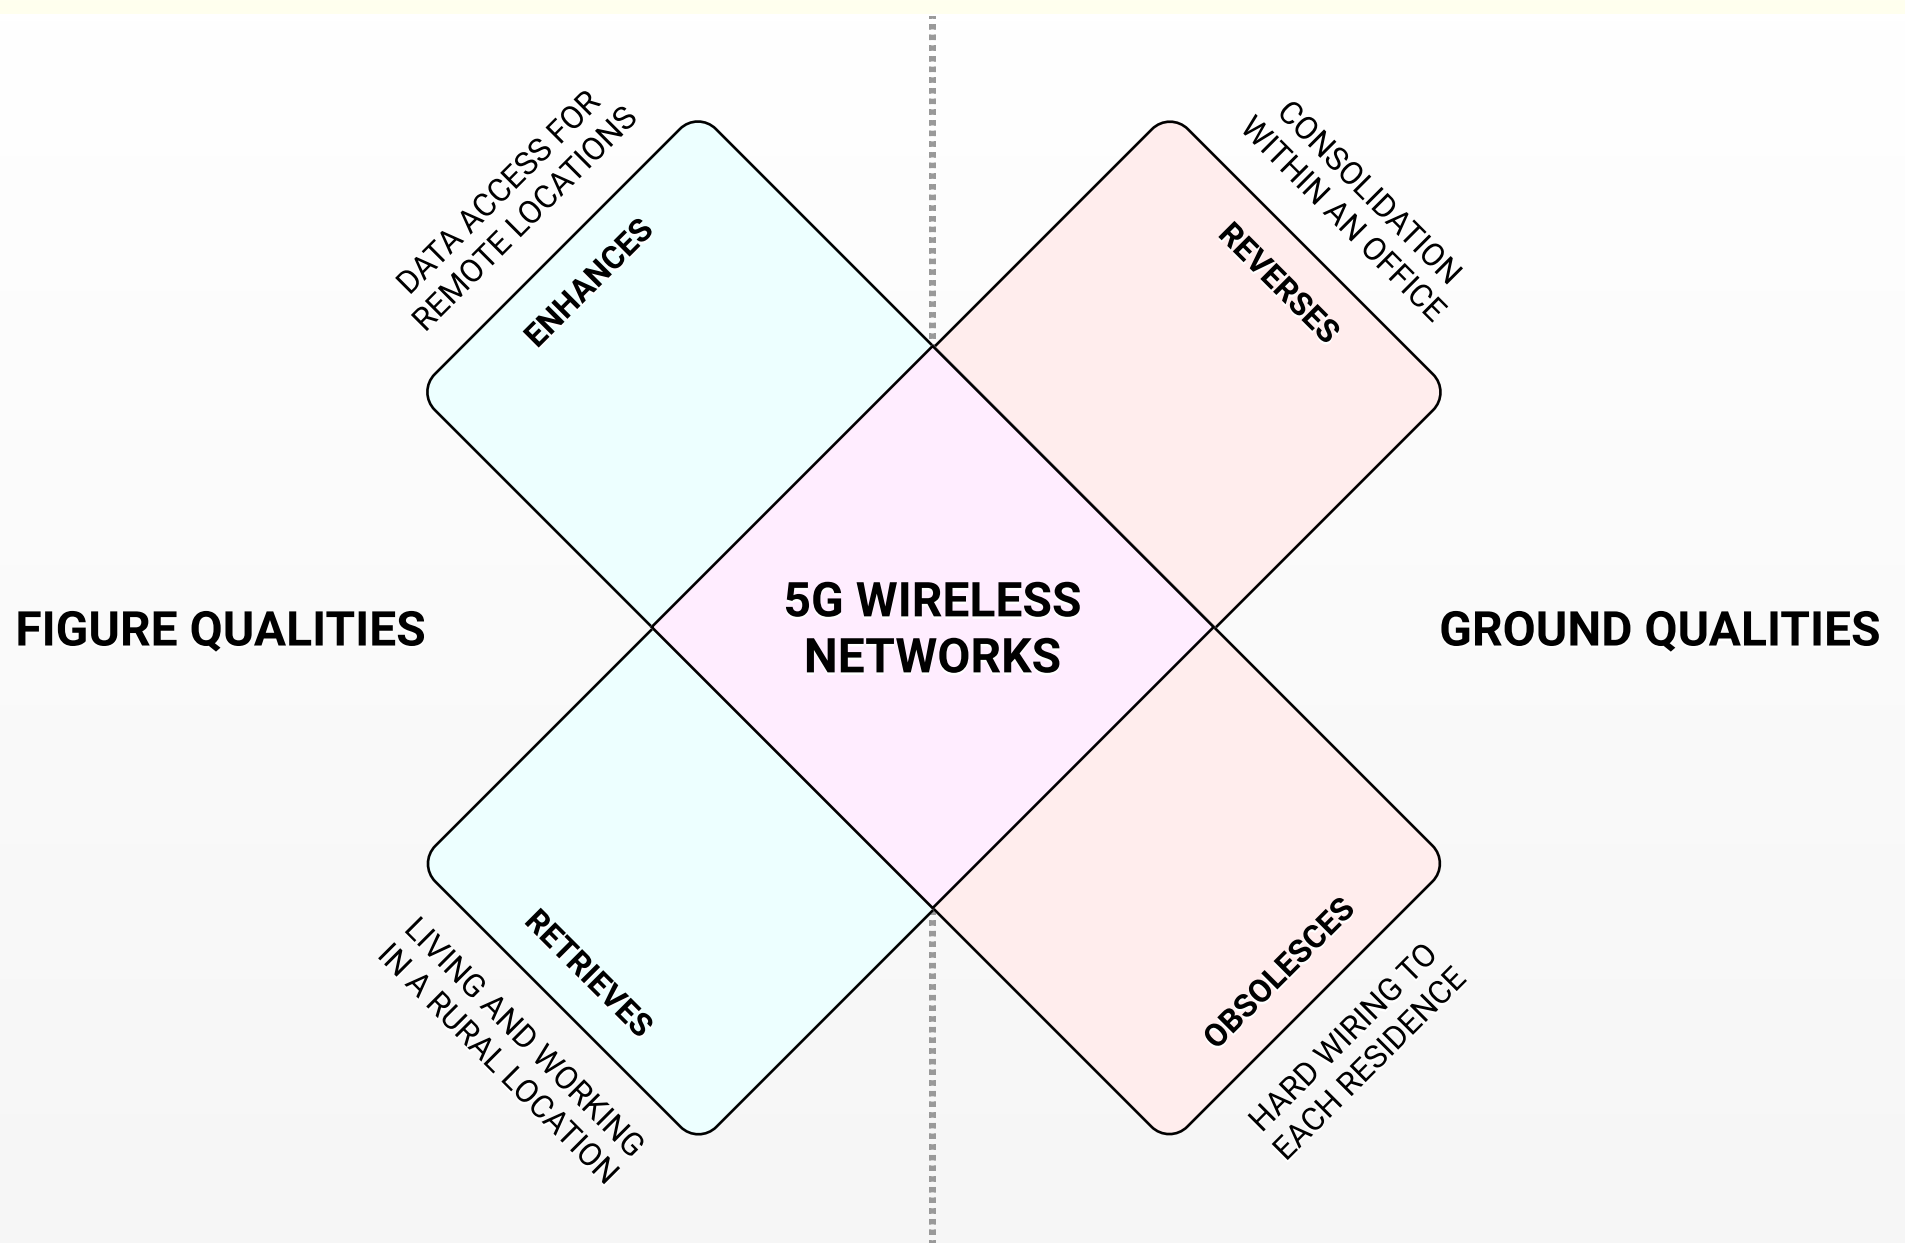 DATA ACCESS FOR
REMOTE LOCATIONS
ENHANCES
CONSOLIDATION
WITHIN AN OFFICE
REVERSES
FIGURE QUALITIES
5G WIRELESS
NETWORKS
GROUND QUALITIES
RETRIEVES
LIVING AND WORKING
IN A RURAL LOCATION
OBSOLESCES
HARD WIRING TO
EACH RESIDENCE